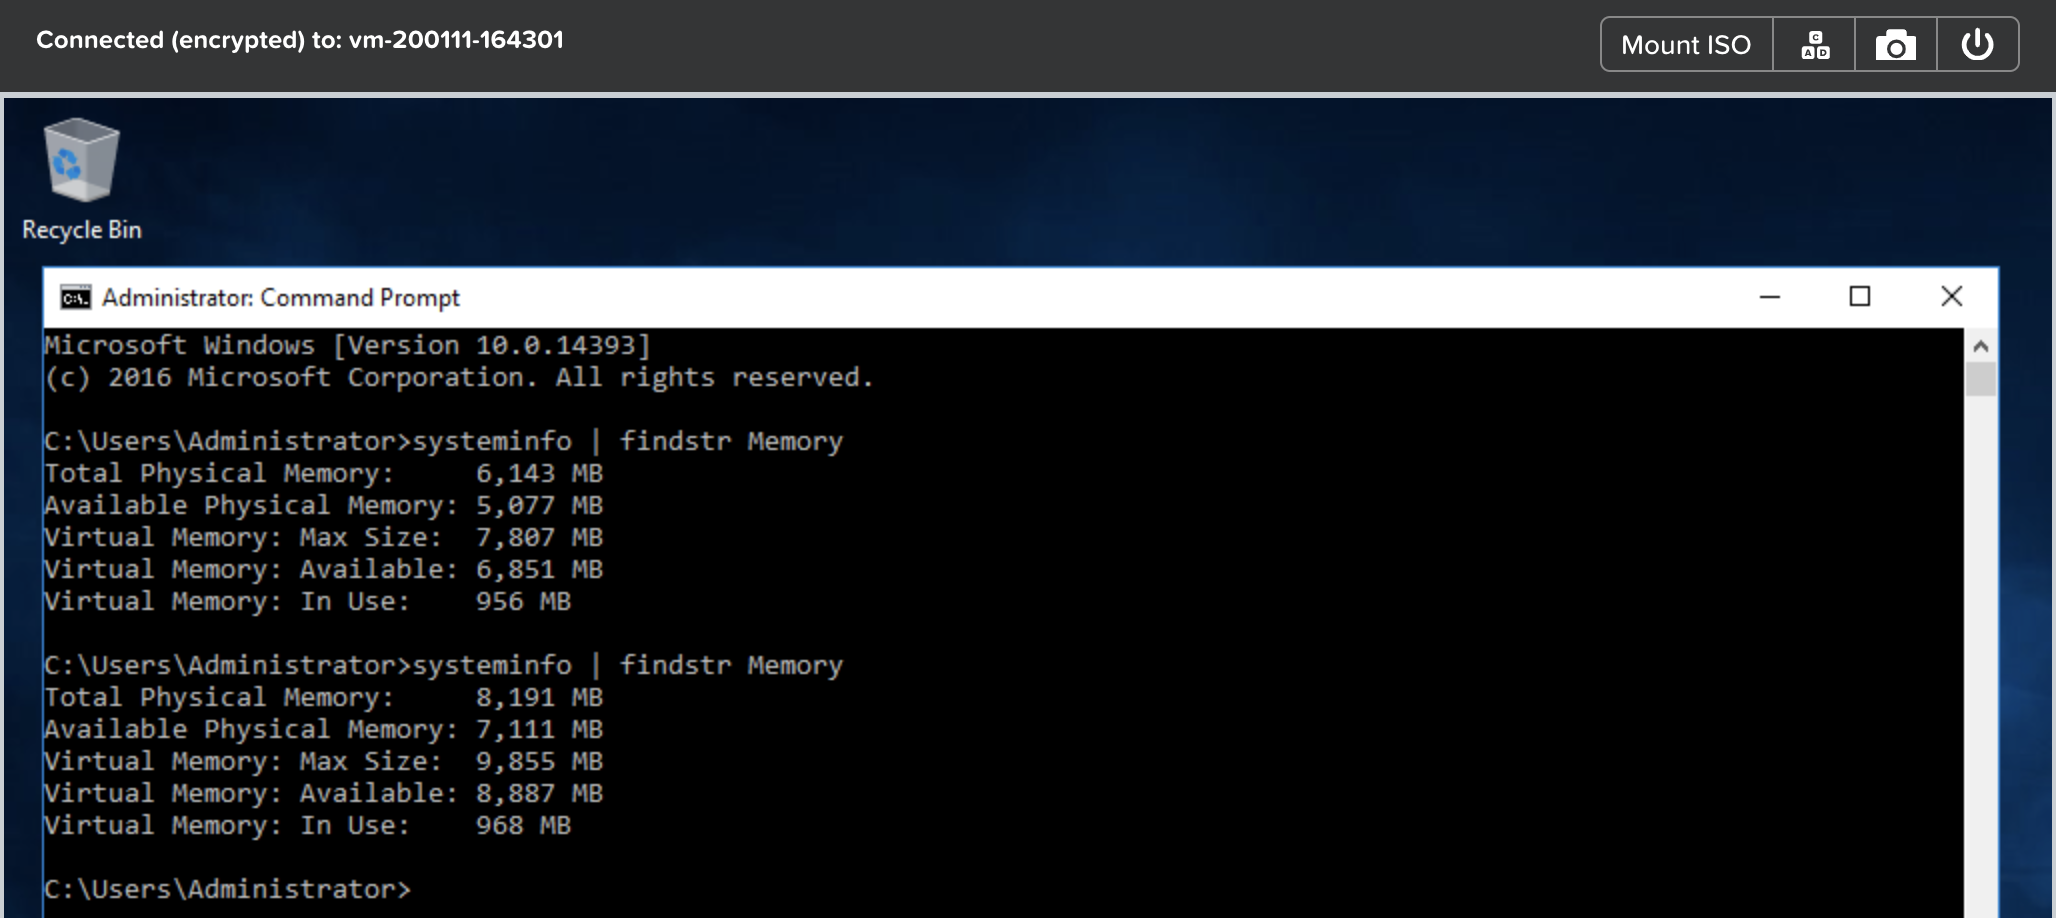 Connected (encrypted) to: vm-200111-164301
Mount ISO
C
A D
Recycle Bin
C:\.
Administrator: Command Prompt
Microsoft Windows [Version 10.0.14393]
(c) 2016 Microsoft Corporation. All rights reserved.
C:\Users\Administrator>systeminfo | findstr Memory
Total Physical Memory:     6,143 MB
Available Physical Memory: 5,077 MB
Virtual Memory: Max Size:  7,807 MB
Virtual Memory: Available: 6,851 MB
Virtual Memory: In Use:    956 MB
C:\Users\Administrator>systeminfo | findstr Memory
Total Physical Memory:     8,191 MB
Available Physical Memory: 7,111 MB
Virtual Memory: Max Size:  9,855 MB
Virtual Memory: Available: 8,887 MB
Virtual Memory: In Use:    968 MB
C:\Users\Administrator>